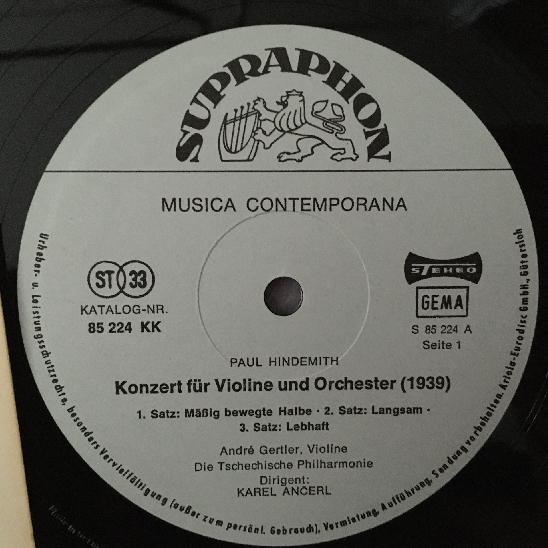 SUPRAPHON
MUSICA CONTEMPORANA
ST 33
KATALOG-NR.
85 224 KK
STEREO
GEMA
S 85 224 A
Seite 1
PAUL HINDEMITH
Konzert für Violine und Orchester (1939)
1. Satz: Mäßig bewegte Halbe · 2. Satz: Langsam ·
3. Satz: Lebhaft
André Gertler, Violine
Die Tschechische Philharmonie
Dirigent:
KAREL ANČERL
Urheber- u. Leistungsschutzrechte, besonders Vervielfältigung (außer zum persönl. Gebrauch), Vermietung, Aufführung, Sendung vorbehalten. Ariola-Eurodisc GmbH., Gütersloh